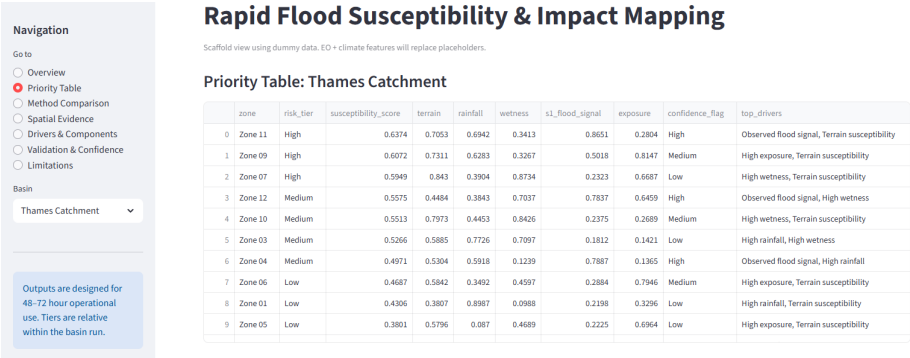 Navigation
Go to
Overview
Priority Table
Method Comparison
Spatial Evidence
Drivers & Components
Validation & Confidence
Limitations
Basin
Thames Catchment
Outputs are designed for
48–72 hour operational
use. Tiers are relative
within the basin run.
Rapid Flood Susceptibility & Impact Mapping
Scaffold view using dummy data. EO + climate features will replace placeholders.
Priority Table: Thames Catchment
zone risk_tier susceptibility_score terrain rainfall wetness s1_flood_signal exposure confidence_flag top_drivers
0 Zone 11 High 0.6374 0.7053 0.6942 0.3413 0.8651 0.2804 High Observed flood signal, Terrain susceptibility
1 Zone 09 High 0.6072 0.7311 0.6283 0.3267 0.5018 0.8147 Medium High exposure, Terrain susceptibility
2 Zone 07 High 0.5949 0.843 0.3904 0.8734 0.2323 0.6687 Low High wetness, Terrain susceptibility
3 Zone 12 Medium 0.5575 0.4484 0.3843 0.7037 0.7837 0.6459 High Observed flood signal, High wetness
4 Zone 10 Medium 0.5513 0.7973 0.4453 0.8426 0.2375 0.2689 Medium High wetness, Terrain susceptibility
5 Zone 03 Medium 0.5266 0.5885 0.7726 0.7097 0.1812 0.1421 Low High rainfall, High wetness
6 Zone 04 Medium 0.4971 0.5304 0.5918 0.1239 0.7887 0.1365 High Observed flood signal, High rainfall
7 Zone 06 Low 0.4687 0.5842 0.3492 0.4597 0.2884 0.7946 Medium High exposure, Terrain susceptibility
8 Zone 01 Low 0.4306 0.3807 0.8987 0.0988 0.2198 0.3296 Low High rainfall, Terrain susceptibility
9 Zone 05 Low 0.3801 0.5796 0.087 0.4689 0.2225 0.6964 Low High exposure, Terrain susceptibility